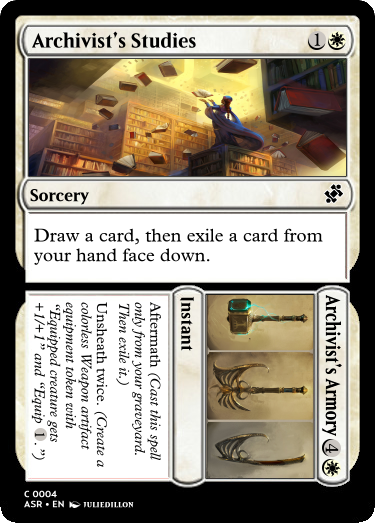 Archivist's Studies 1
Sorcery
Draw a card, then exile a card from
your hand face down.
Archivist's Armory 4
Instant
Aftermath (Cast this spell
only from your graveyard.
Then exile it.)
Unsheath twice. (Create a
colorless Weapon artifact
equipment token with
"Equipped creature gets
+1/+1" and "Equip 1.")
C 0004
ASR • EN JULIEDILLON